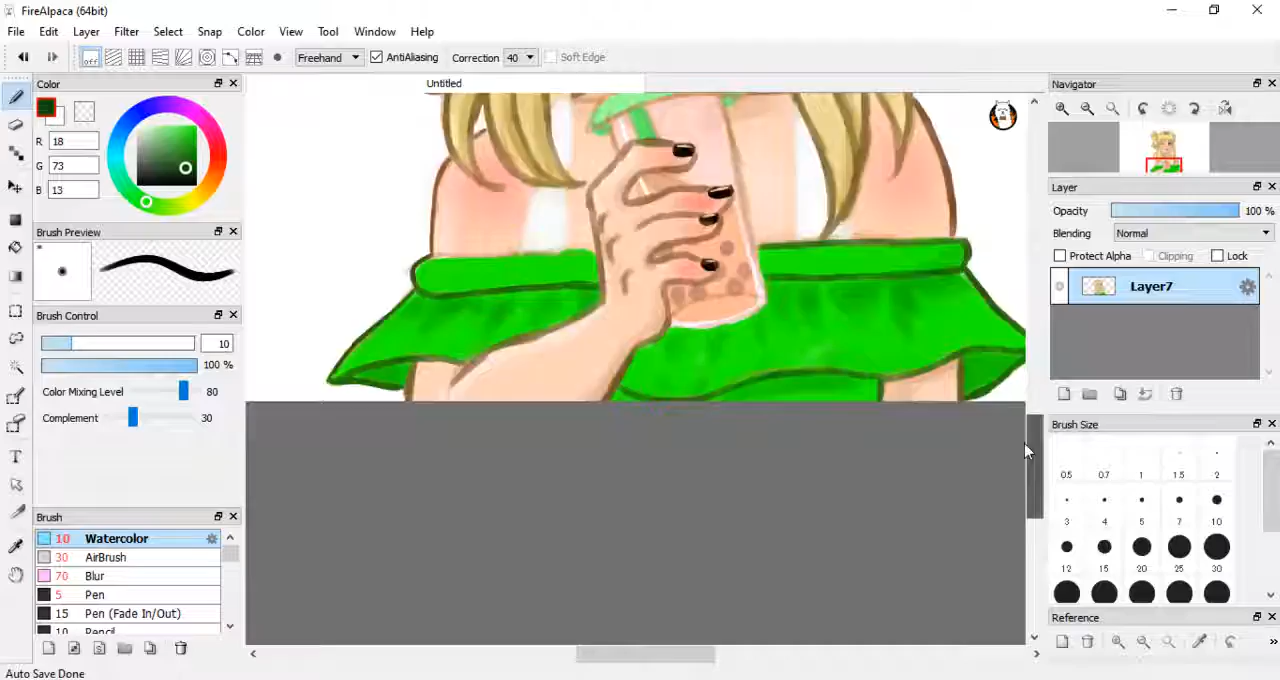 FireAlpaca (64bit)
File Edit Layer Filter Select Snap Color View Tool Window Help
off Freehand AntiAliasing Correction 40 Soft Edge
Color
R 18
G 73
B 13
Brush Preview
Brush Control
10
100 %
Color Mixing Level 80
Complement 30
Brush
10 Watercolor
30 AirBrush
70 Blur
5 Pen
15 Pen (Fade In/Out)
10 Pencil
Auto Save Done
Untitled
Navigator
Layer
Opacity 100 %
Blending Normal
Protect Alpha Clipping Lock
Layer7
Brush Size
0.5 0.7 1 1.5 2
3 4 5 7 10
12 15 20 25 30
Reference